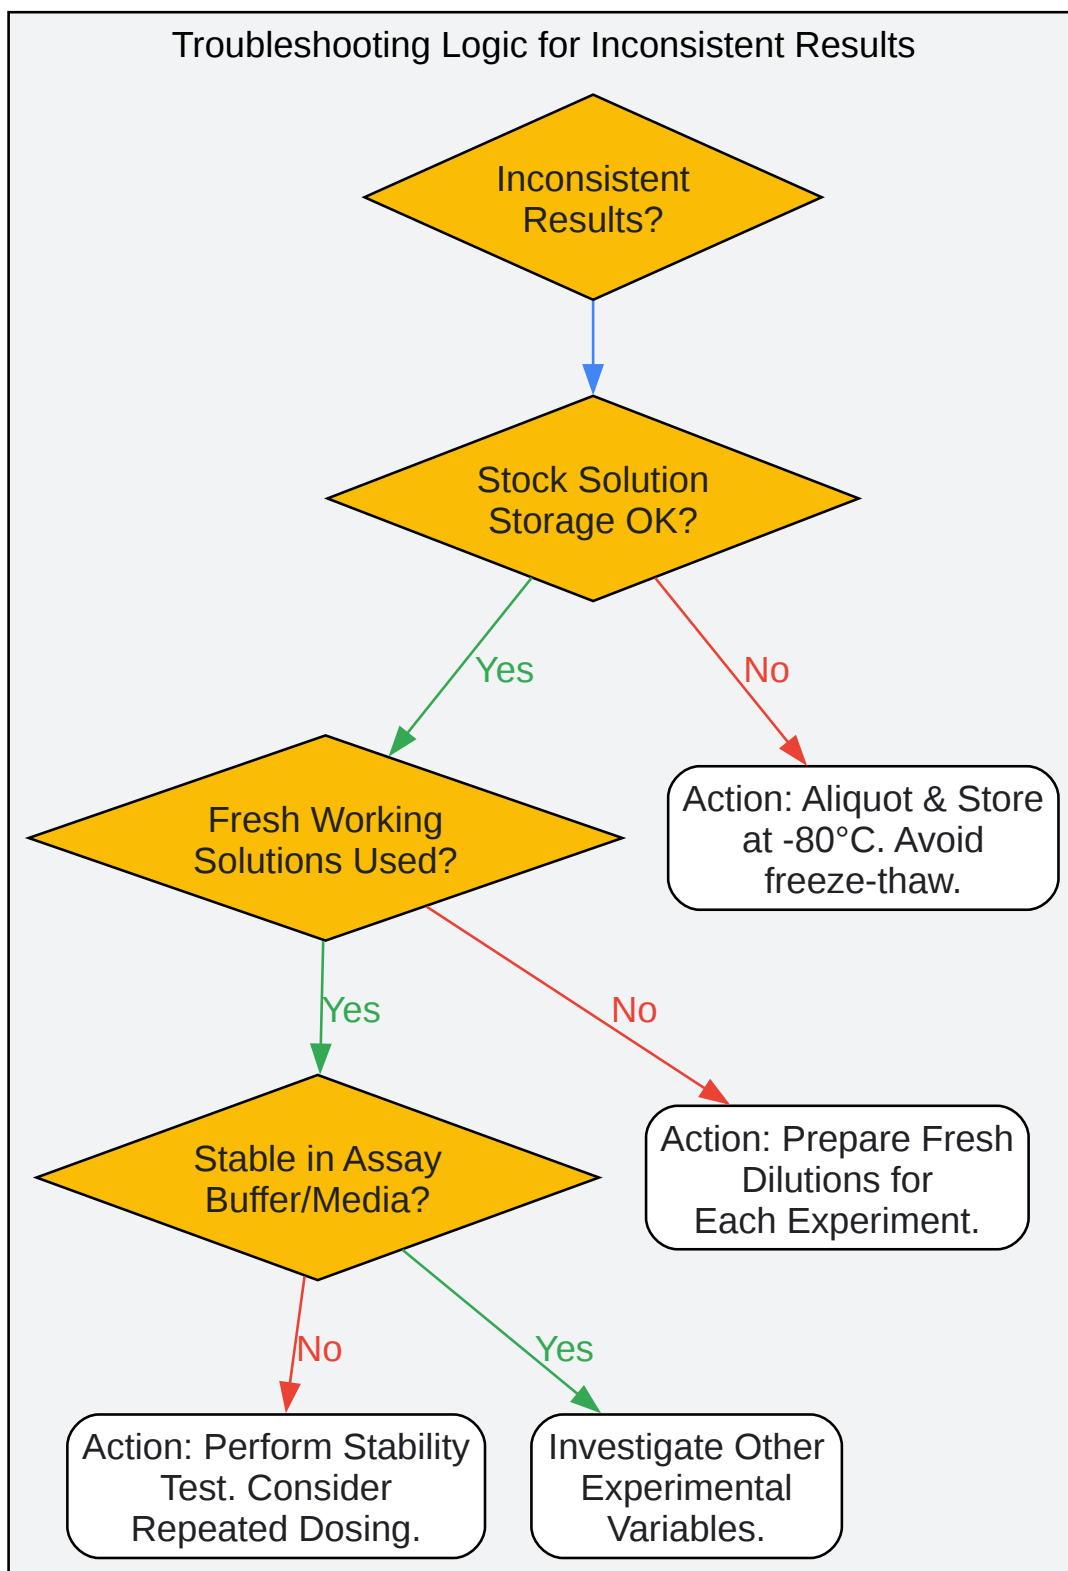 Troubleshooting Logic for Inconsistent Results
Inconsistent
Results?
Stock Solution
Storage OK?
Yes
No
Fresh Working
Solutions Used?
Action: Aliquot & Store
at -80°C. Avoid
freeze-thaw.
Yes
No
Stable in Assay
Buffer/Media?
Action: Prepare Fresh
Dilutions for
Each Experiment.
No
Yes
Action: Perform Stability
Test. Consider
Repeated Dosing.
Investigate Other
Experimental
Variables.